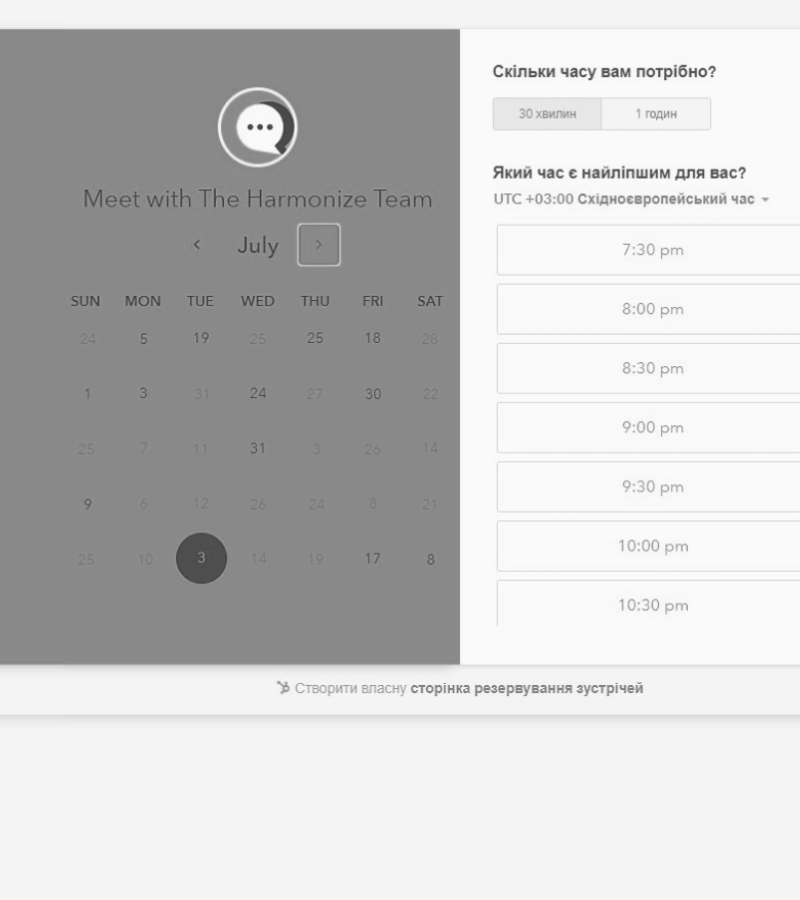 Meet with The Harmonize Team
July
SUN MON TUE WED THU FRI SAT
24 5 19 25 25 18 28
1 3 31 24 27 30 22
25 7 11 31 3 26 14
9 6 12 26 24 8 21
25 10 3 14 19 17 8
Скільки часу вам потрібно?
30 хвилин 1 годин
Який час є найліпшим для вас?
UTC +03:00 Східноєвропейський час
7:30 pm
8:00 pm
8:30 pm
9:00 pm
9:30 pm
10:00 pm
10:30 pm
Створити власну сторінка резервування зустрічей